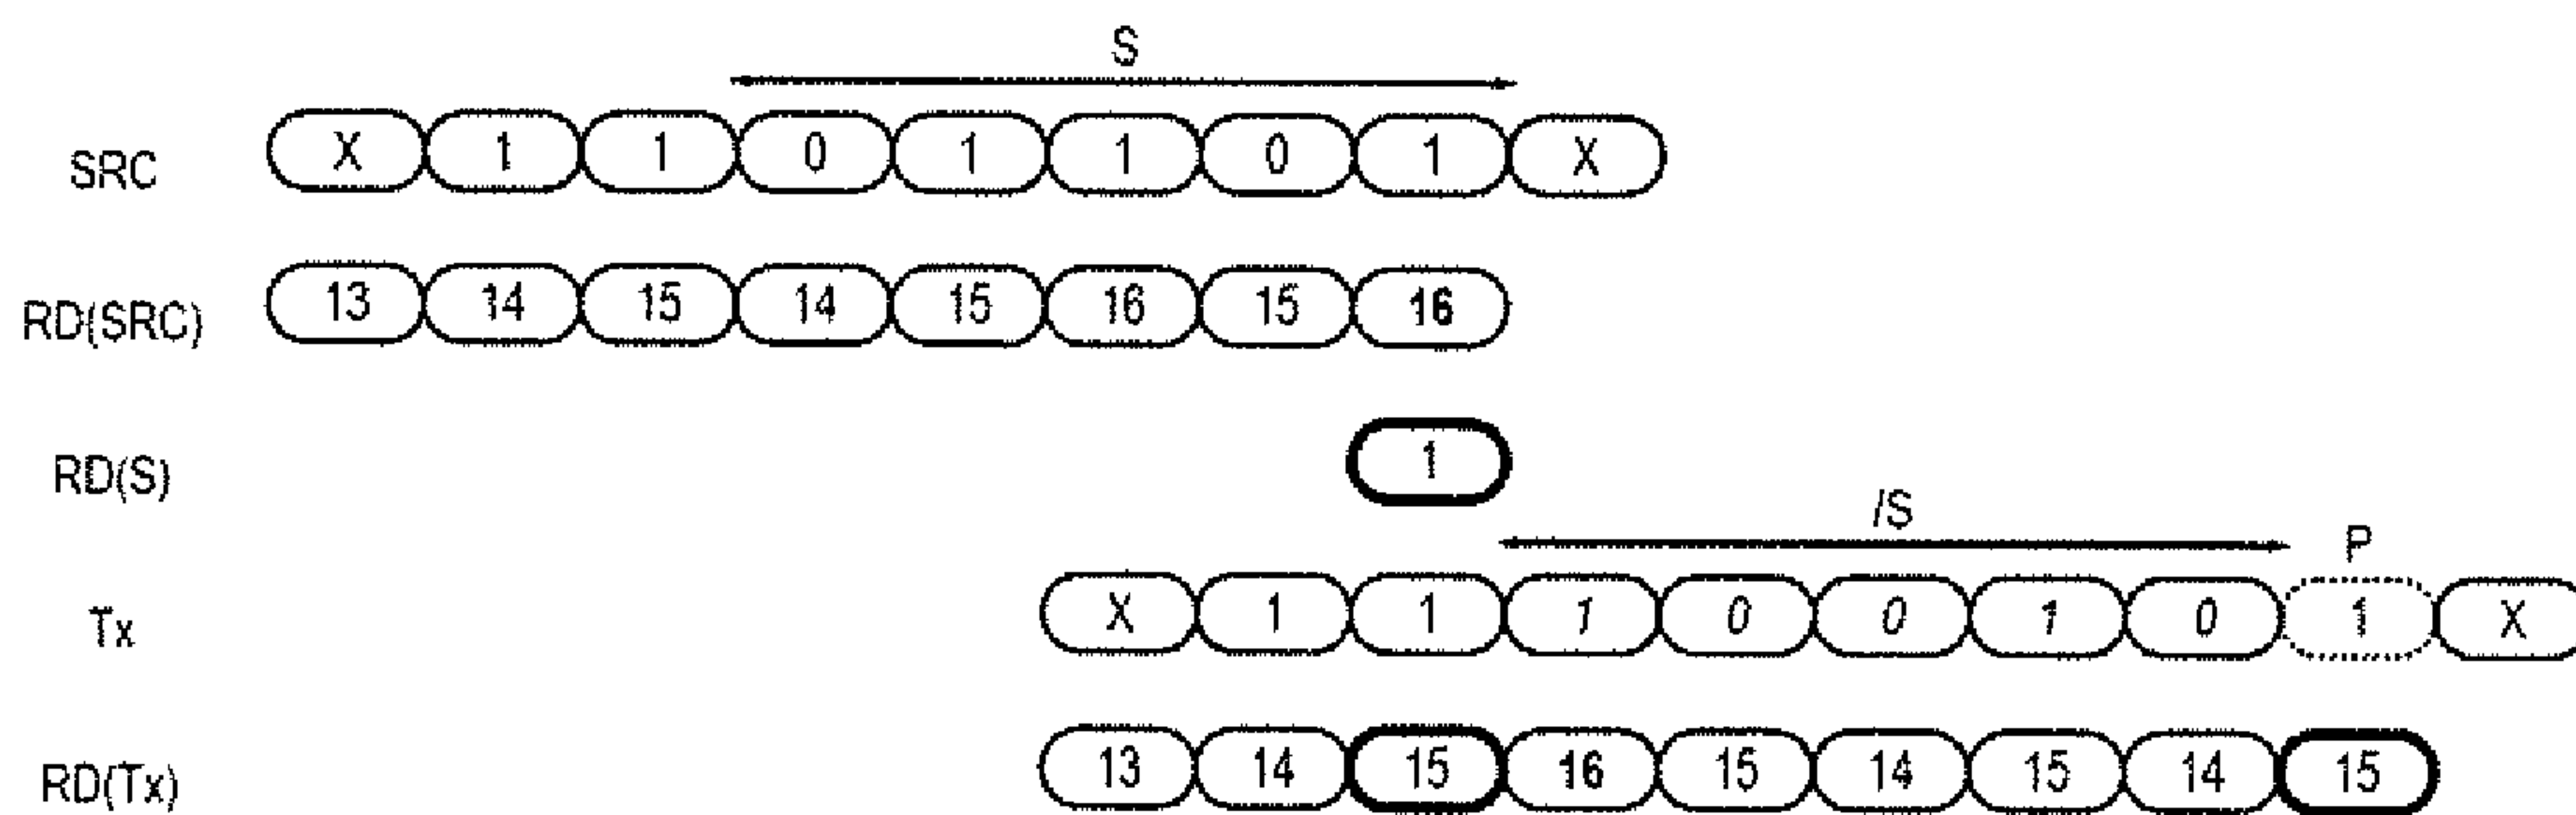 S
SRC X 1 1 0 1 1 0 1 X
RD(SRC) 13 14 15 14 15 16 15 16
RD(S) 1
/S P
Tx X 1 1 1 0 0 1 0 1 X
RD(Tx) 13 14 15 16 15 14 15 14 15